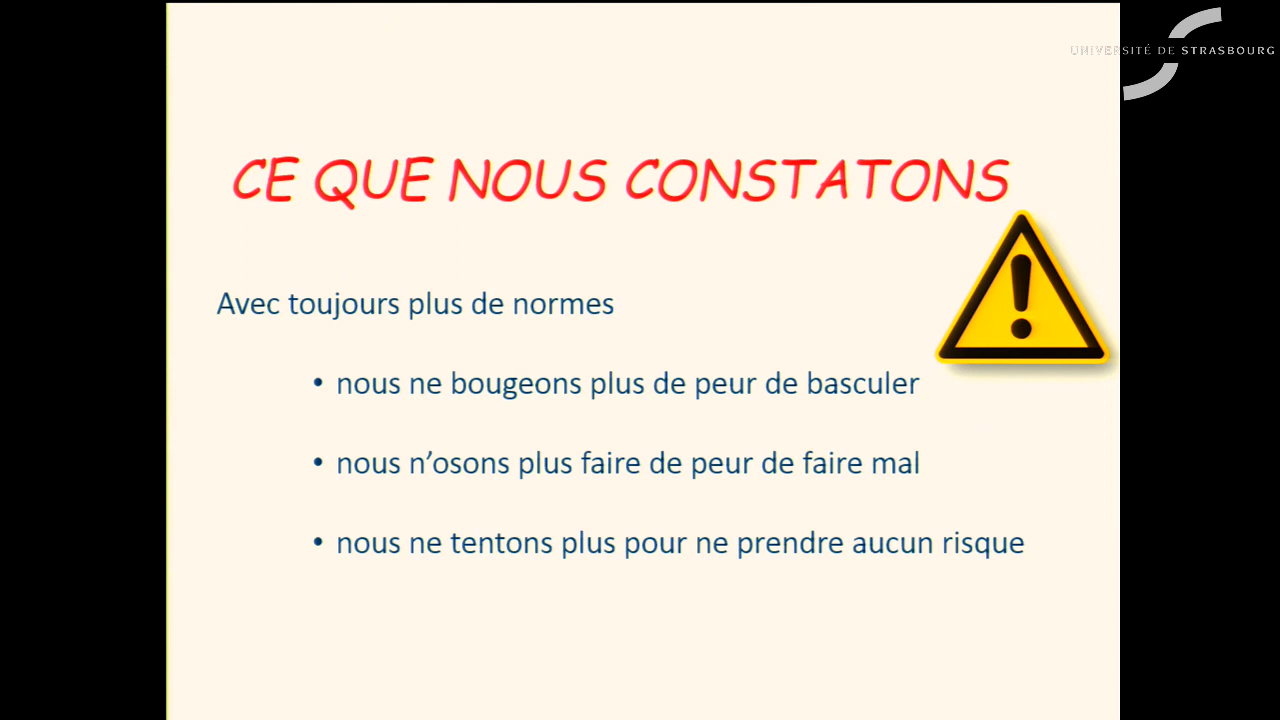 UNIVERSITÉ DE STRASBOURG
CE QUE NOUS CONSTATONS
Avec toujours plus de normes
• nous ne bougeons plus de peur de basculer
• nous n’osons plus faire de peur de faire mal
• nous ne tentons plus pour ne prendre aucun risque